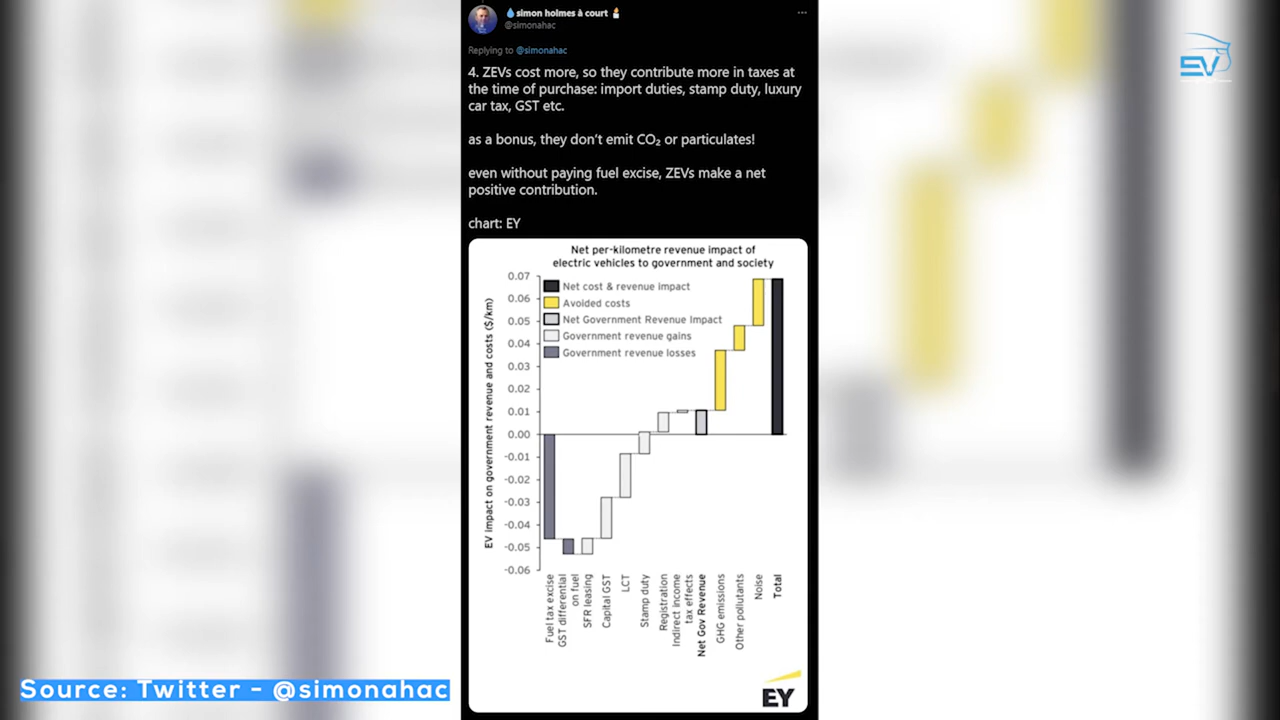 simon holmes à court
@simonahac
Replying to @simonahac
4. ZEVs cost more, so they contribute more in taxes at
the time of purchase: import duties, stamp duty, luxury
car tax, GST etc.
as a bonus, they don't emit CO₂ or particulates!
even without paying fuel excise, ZEVs make a net
positive contribution.
chart: EY
Net per-kilometre revenue impact of
electric vehicles to government and society
EV impact on government revenue and costs ($/km)
0.07
0.06
0.05
0.04
0.03
0.02
0.01
0.00
-0.01
-0.02
-0.03
-0.04
-0.05
-0.06
Net cost & revenue impact
Avoided costs
Net Government Revenue Impact
Government revenue gains
Government revenue losses
Fuel tax excise
GST differential
on fuel
SFR leasing
Capital GST
LCT
Stamp duty
Registration
Indirect income
tax effects
Net Gov Revenue
GHG emissions
Other pollutants
Noise
Total
EY
EV
Source: Twitter - @simonahac